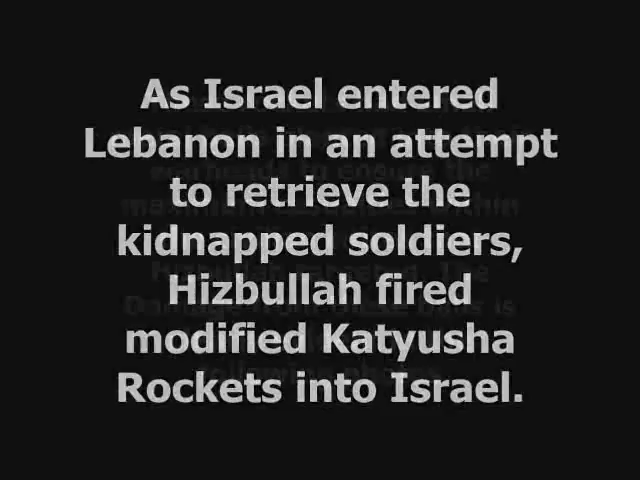 As Israel entered
Lebanon in an attempt
to retrieve the
kidnapped soldiers,
Hizbullah fired
modified Katyusha
Rockets into Israel.